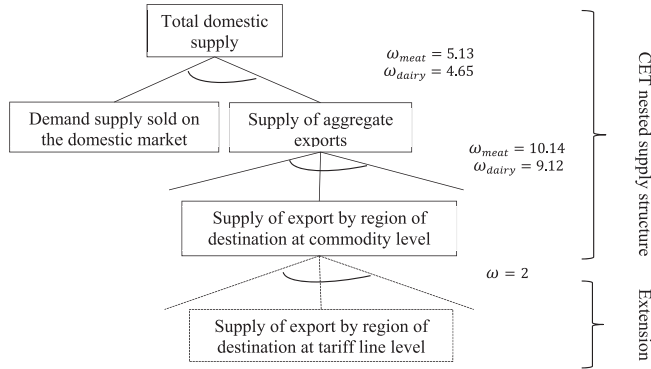 Total domestic
supply
ω_meat = 5.13
ω_dairy = 4.65
Demand supply sold on
the domestic market
Supply of aggregate
exports
ω_meat = 10.14
ω_dairy = 9.12
Supply of export by region of
destination at commodity level
ω = 2
Supply of export by region of
destination at tariff line level
CET nested supply structure
Extension